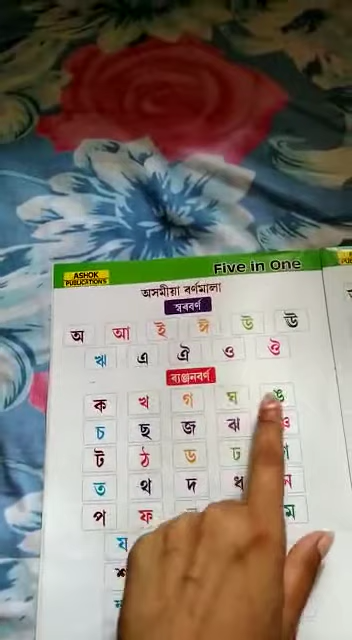 ASHOK
PUBLICATIONS
Five in One
অসমীয়া বৰ্ণমালা
স্বৰবৰ্ণ
অ আ ই ঈ উ ঊ
ঋ এ ঐ ও ঔ
ব্যঞ্জনবৰ্ণ
ক খ গ ঘ ঙ
চ ছ জ ঝ
ট ঠ ড ঢ
ত থ দ ধ ন
প ফ ম
য